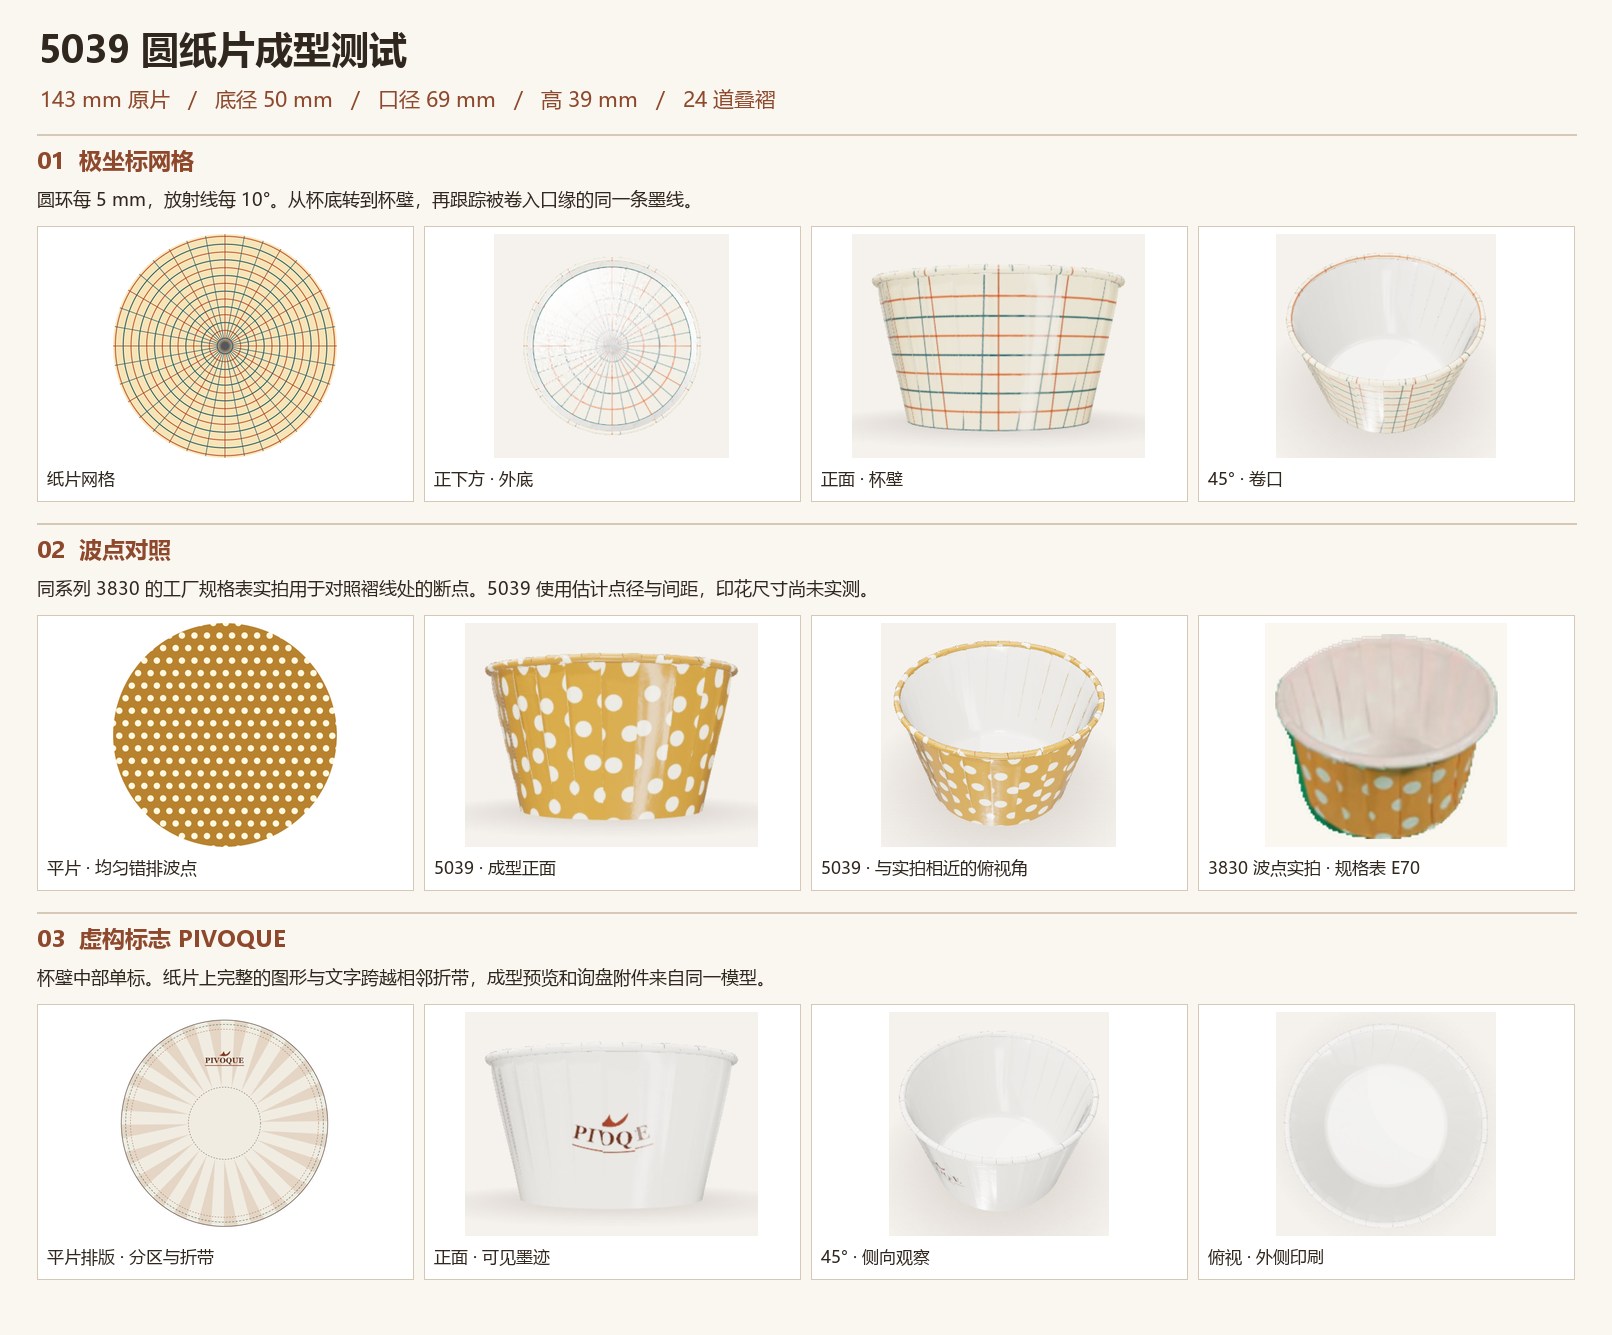 5039 圆纸片成型测试
143 mm 原片 / 底径 50 mm / 口径 69 mm / 高 39 mm / 24 道叠褶
01 极坐标网格
圆环每 5 mm，放射线每 10°。从杯底转到杯壁，再跟踪被卷入口缘的同一条墨线。
纸片网格
正下方 · 外底
正面 · 杯壁
45° · 卷口
02 波点对照
同系列 3830 的工厂规格表实拍用于对照褶线处的断点。5039 使用估计点径与间距，印花尺寸尚未实测。
平片 · 均匀错排波点
5039 · 成型正面
5039 · 与实拍相近的俯视角
3830 波点实拍 · 规格表 E70
03 虚构标志 PIVOQUE
杯壁中部单标。纸片上完整的图形与文字跨越相邻折带，成型预览和询盘附件来自同一模型。
PIVOQUE
PIOQE
平片排版 · 分区与折带
正面 · 可见墨迹
45° · 侧向观察
俯视 · 外侧印刷